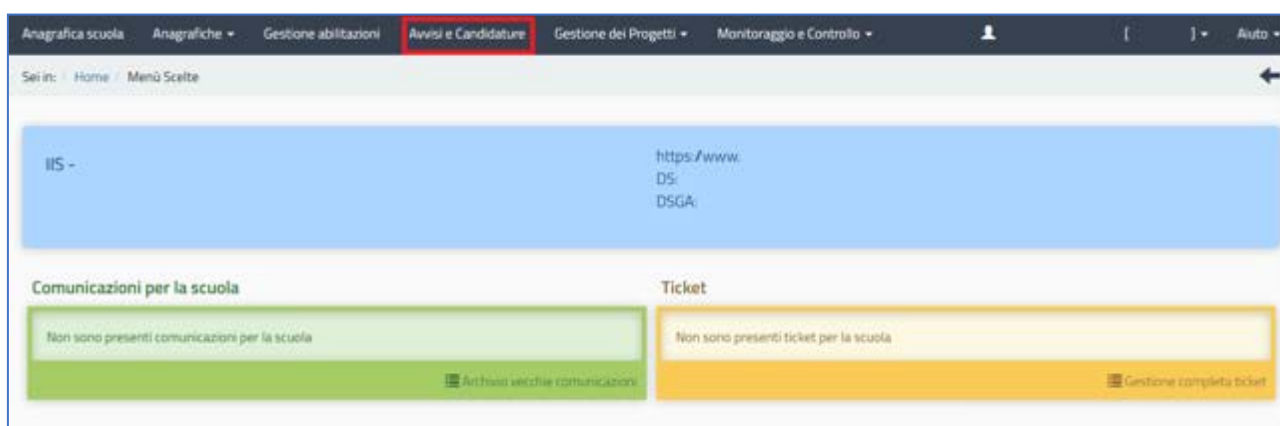 Anagrafica scuola Anagrafiche Gestione abilitazioni Avvisi e Candidature Gestione dei Progetti Monitoraggio e Controllo [ ] Aiuto
Sei in: / Home / Menù Scelte
IIS -
https://www.
DS:
DSGA:
Comunicazioni per la scuola
Non sono presenti comunicazioni per la scuola
Archivio vecchie comunicazioni
Ticket
Non sono presenti ticket per la scuola
Gestione completa ticket